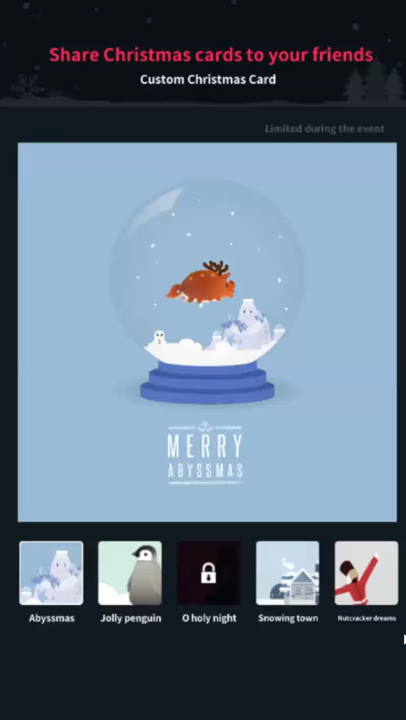 Share Christmas cards to your friends
Custom Christmas Card
Limited during the event
MERRY
ABYSSMAS
Abyssmas
Jolly penguin
O holy night
Snowing town
Nutcracker dreams